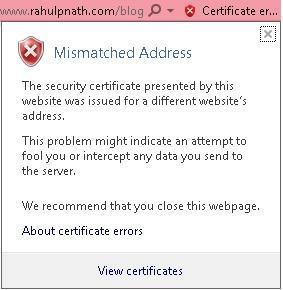 www.rahulpnath.com/blog Certificate er...
Mismatched Address
The security certificate presented by this
website was issued for a different website's
address.
This problem might indicate an attempt to
fool you or intercept any data you send to
the server.
We recommend that you close this webpage.
About certificate errors
View certificates